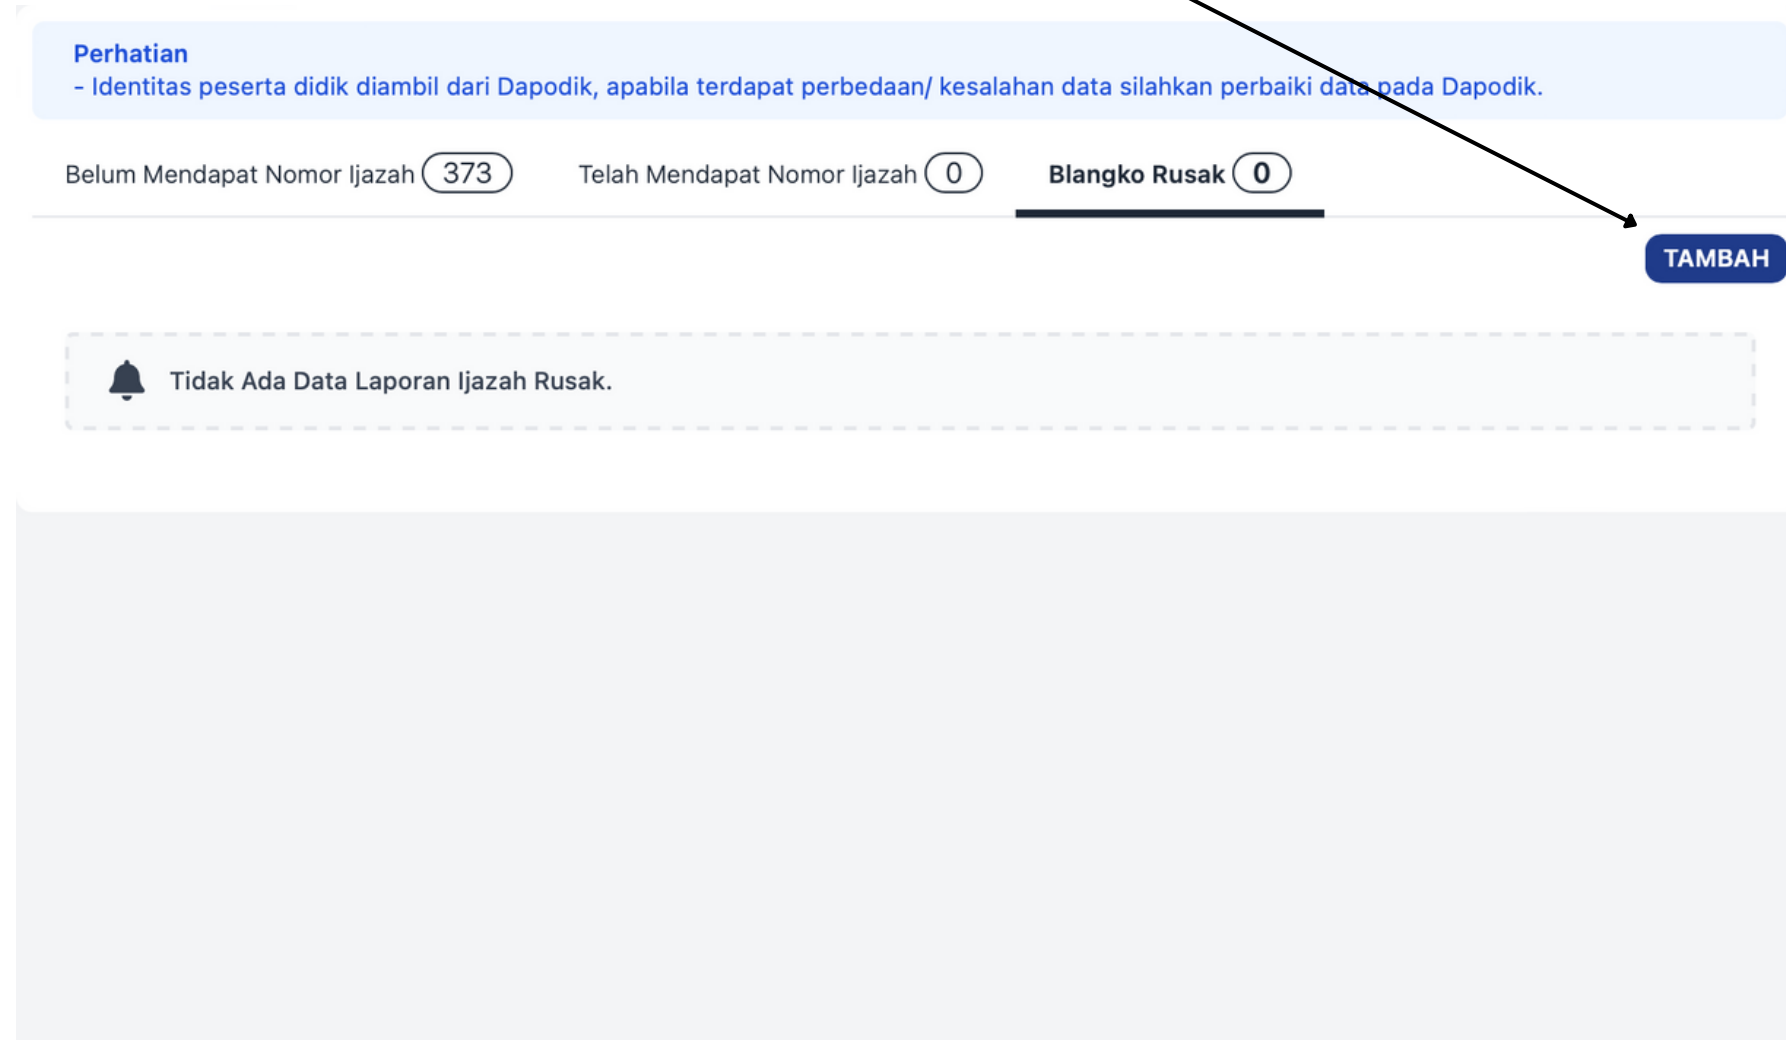 Perhatian
- Identitas peserta didik diambil dari Dapodik, apabila terdapat perbedaan/ kesalahan data silahkan perbaiki data pada Dapodik.
Belum Mendapat Nomor Ijazah 373 Telah Mendapat Nomor Ijazah 0 Blangko Rusak 0
TAMBAH
Tidak Ada Data Laporan Ijazah Rusak.